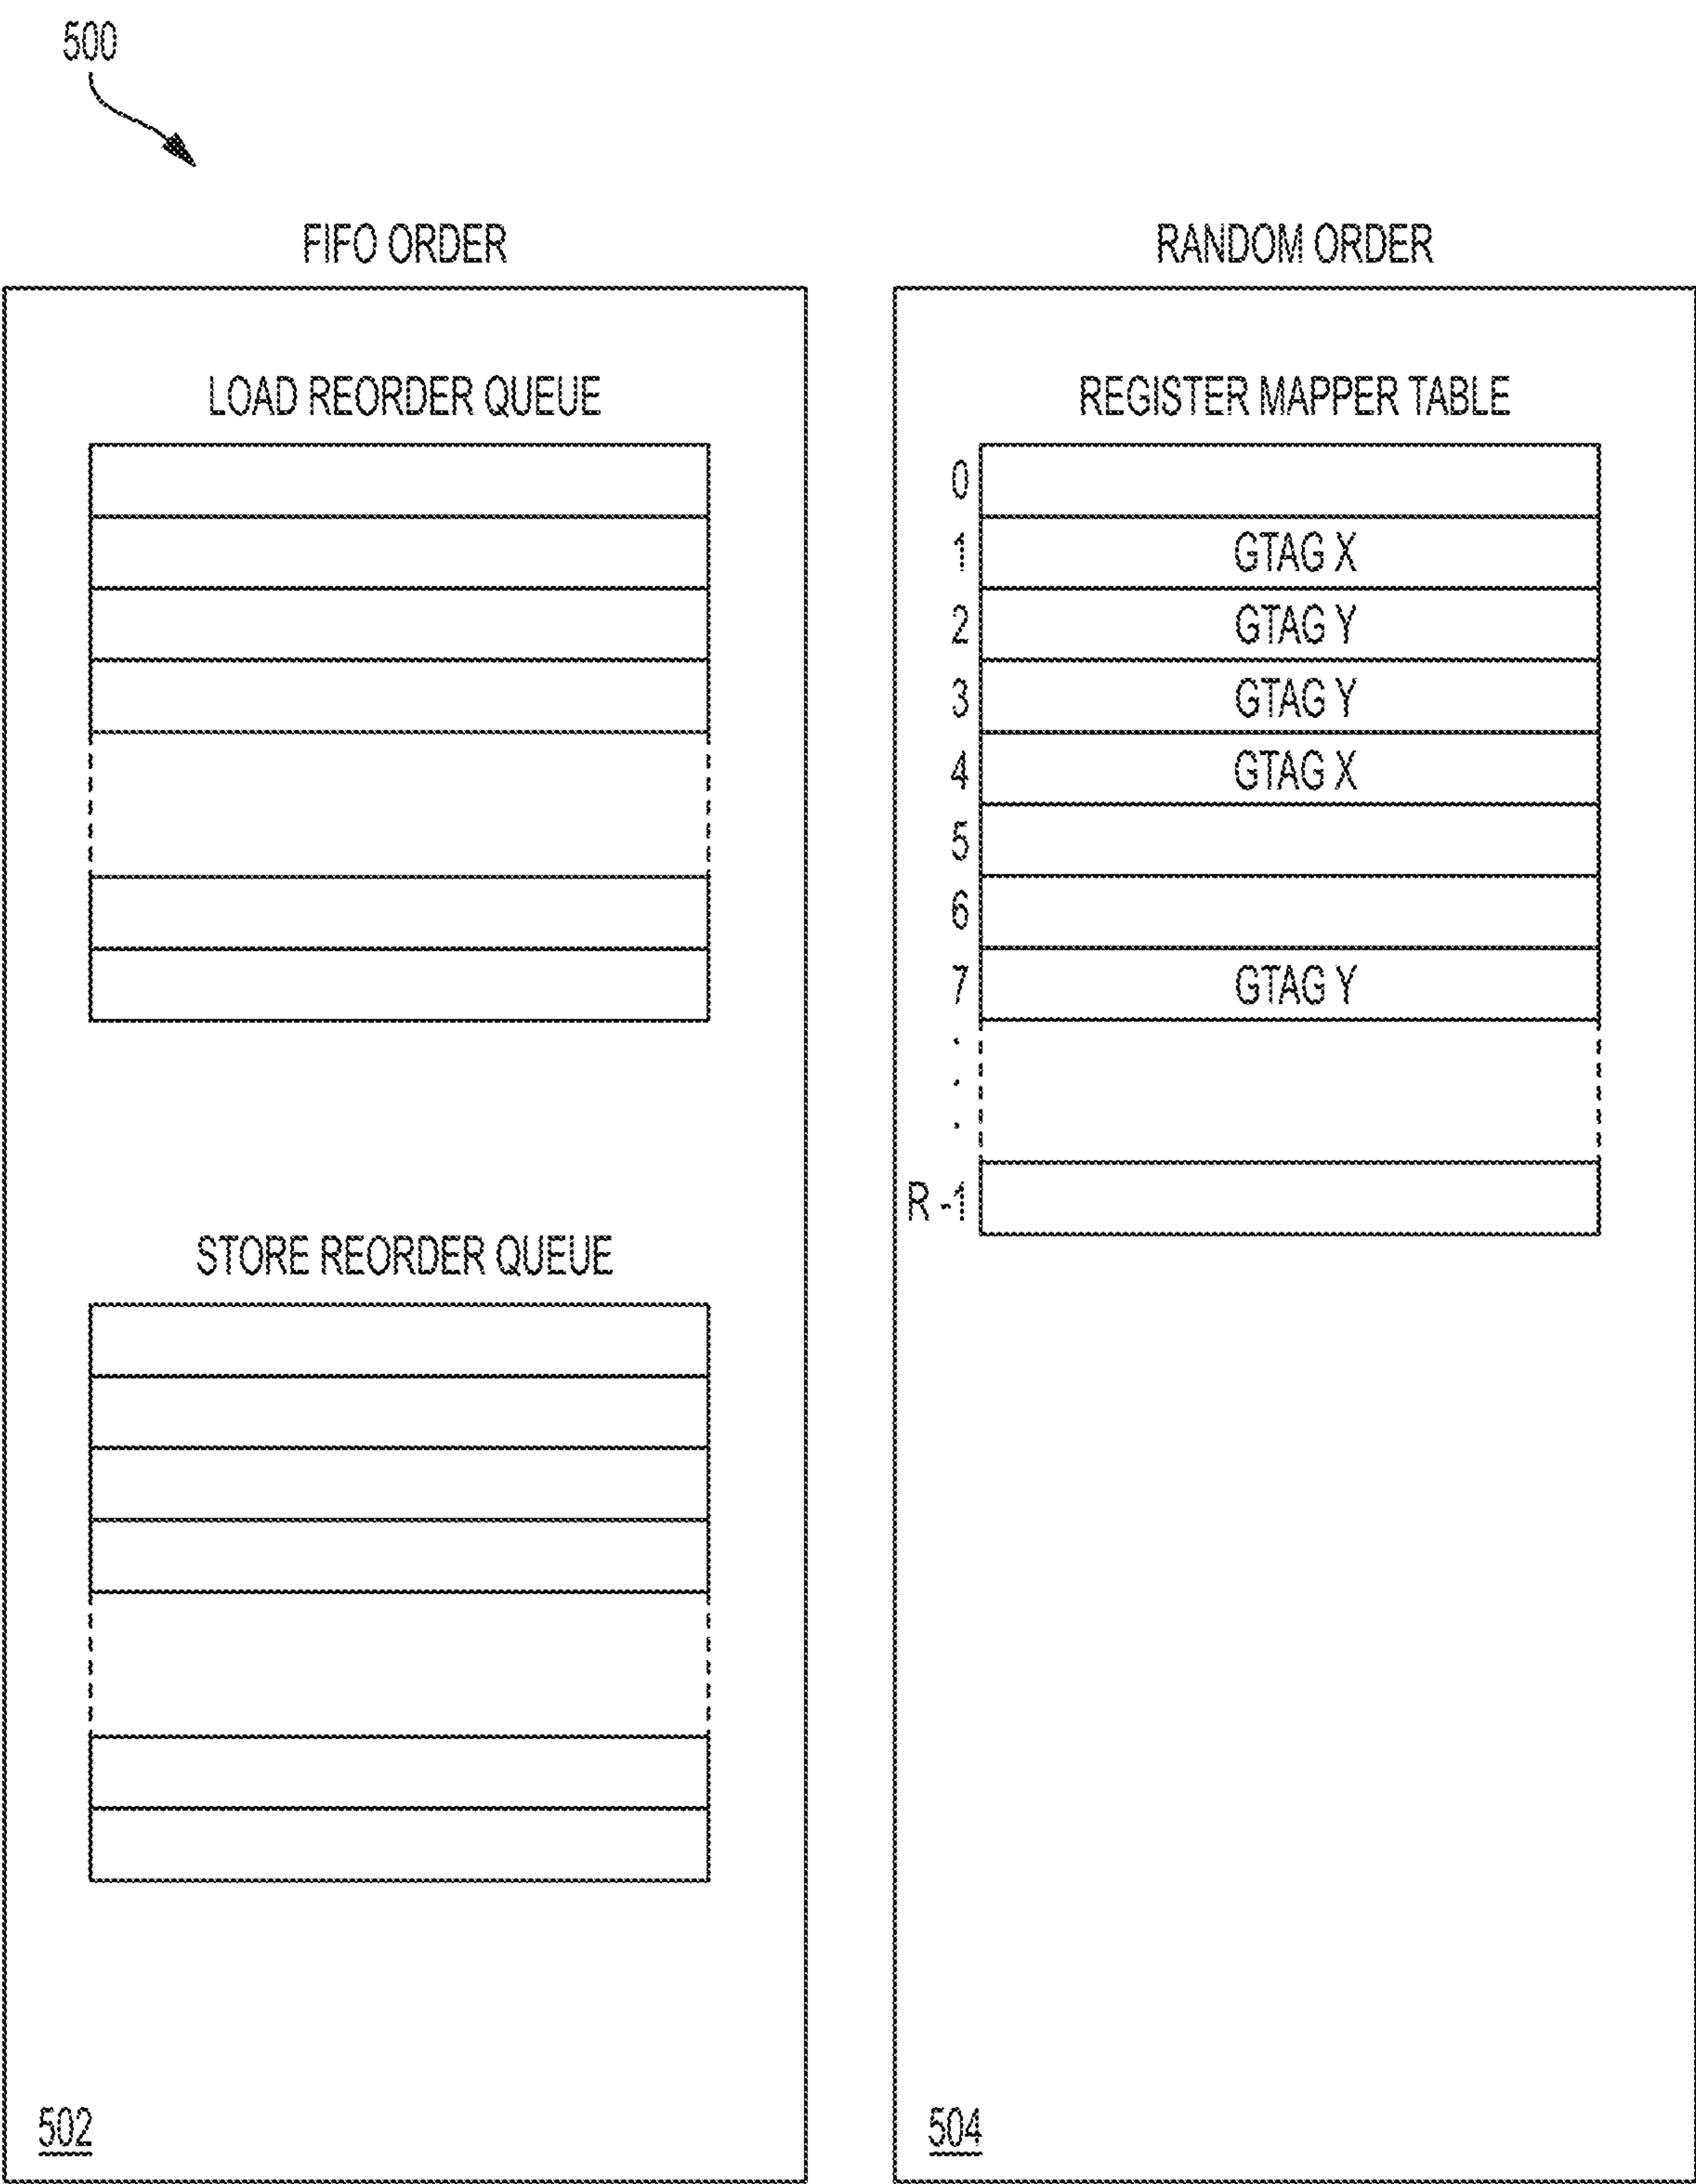 500
FIFO ORDER
LOAD REORDER QUEUE
STORE REORDER QUEUE
502
RANDOM ORDER
REGISTER MAPPER TABLE
0
1 GTAG X
2 GTAG Y
3 GTAG Y
4 GTAG X
5
6
7 GTAG Y
.
.
.
R -1
504